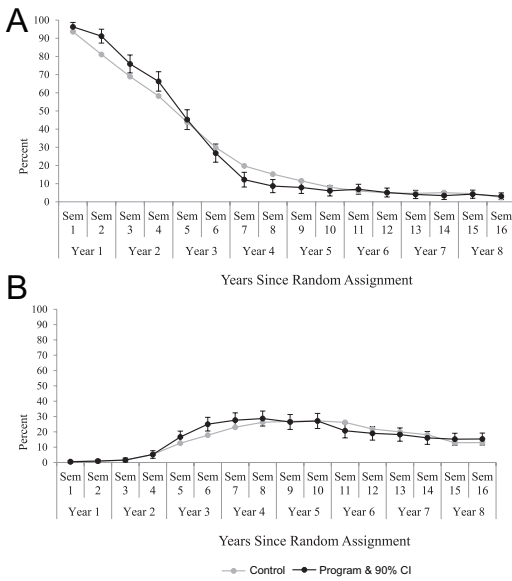 A
100
90
80
70
60
50
40
30
20
10
0
Percent
Sem Sem Sem Sem Sem Sem Sem Sem Sem Sem Sem Sem Sem Sem Sem Sem
1 2 3 4 5 6 7 8 9 10 11 12 13 14 15 16
Year 1 Year 2 Year 3 Year 4 Year 5 Year 6 Year 7 Year 8
Years Since Random Assignment
B
100
90
80
70
60
50
40
30
20
10
0
Percent
Sem Sem Sem Sem Sem Sem Sem Sem Sem Sem Sem Sem Sem Sem Sem Sem
1 2 3 4 5 6 7 8 9 10 11 12 13 14 15 16
Year 1 Year 2 Year 3 Year 4 Year 5 Year 6 Year 7 Year 8
Years Since Random Assignment
Control Program & 90% CI